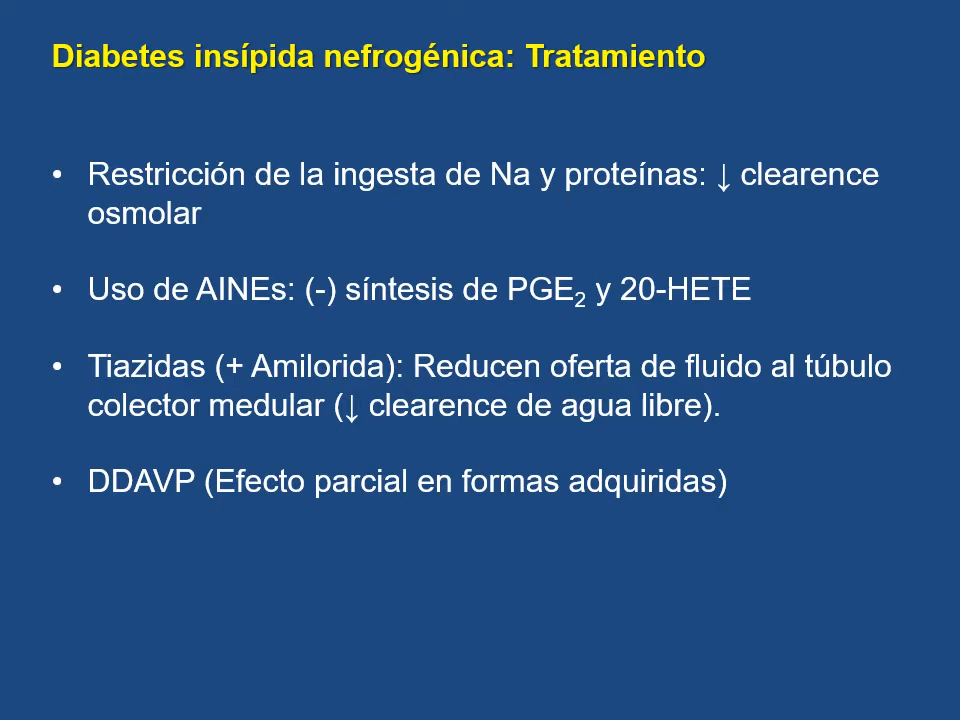 Diabetes insípida nefrogénica: Tratamiento
• Restricción de la ingesta de Na y proteínas: ↓ clearence
osmolar
• Uso de AINEs: (-) síntesis de PGE₂ y 20-HETE
• Tiazidas (+ Amilorida): Reducen oferta de fluido al túbulo
colector medular (↓ clearence de agua libre).
• DDAVP (Efecto parcial en formas adquiridas)